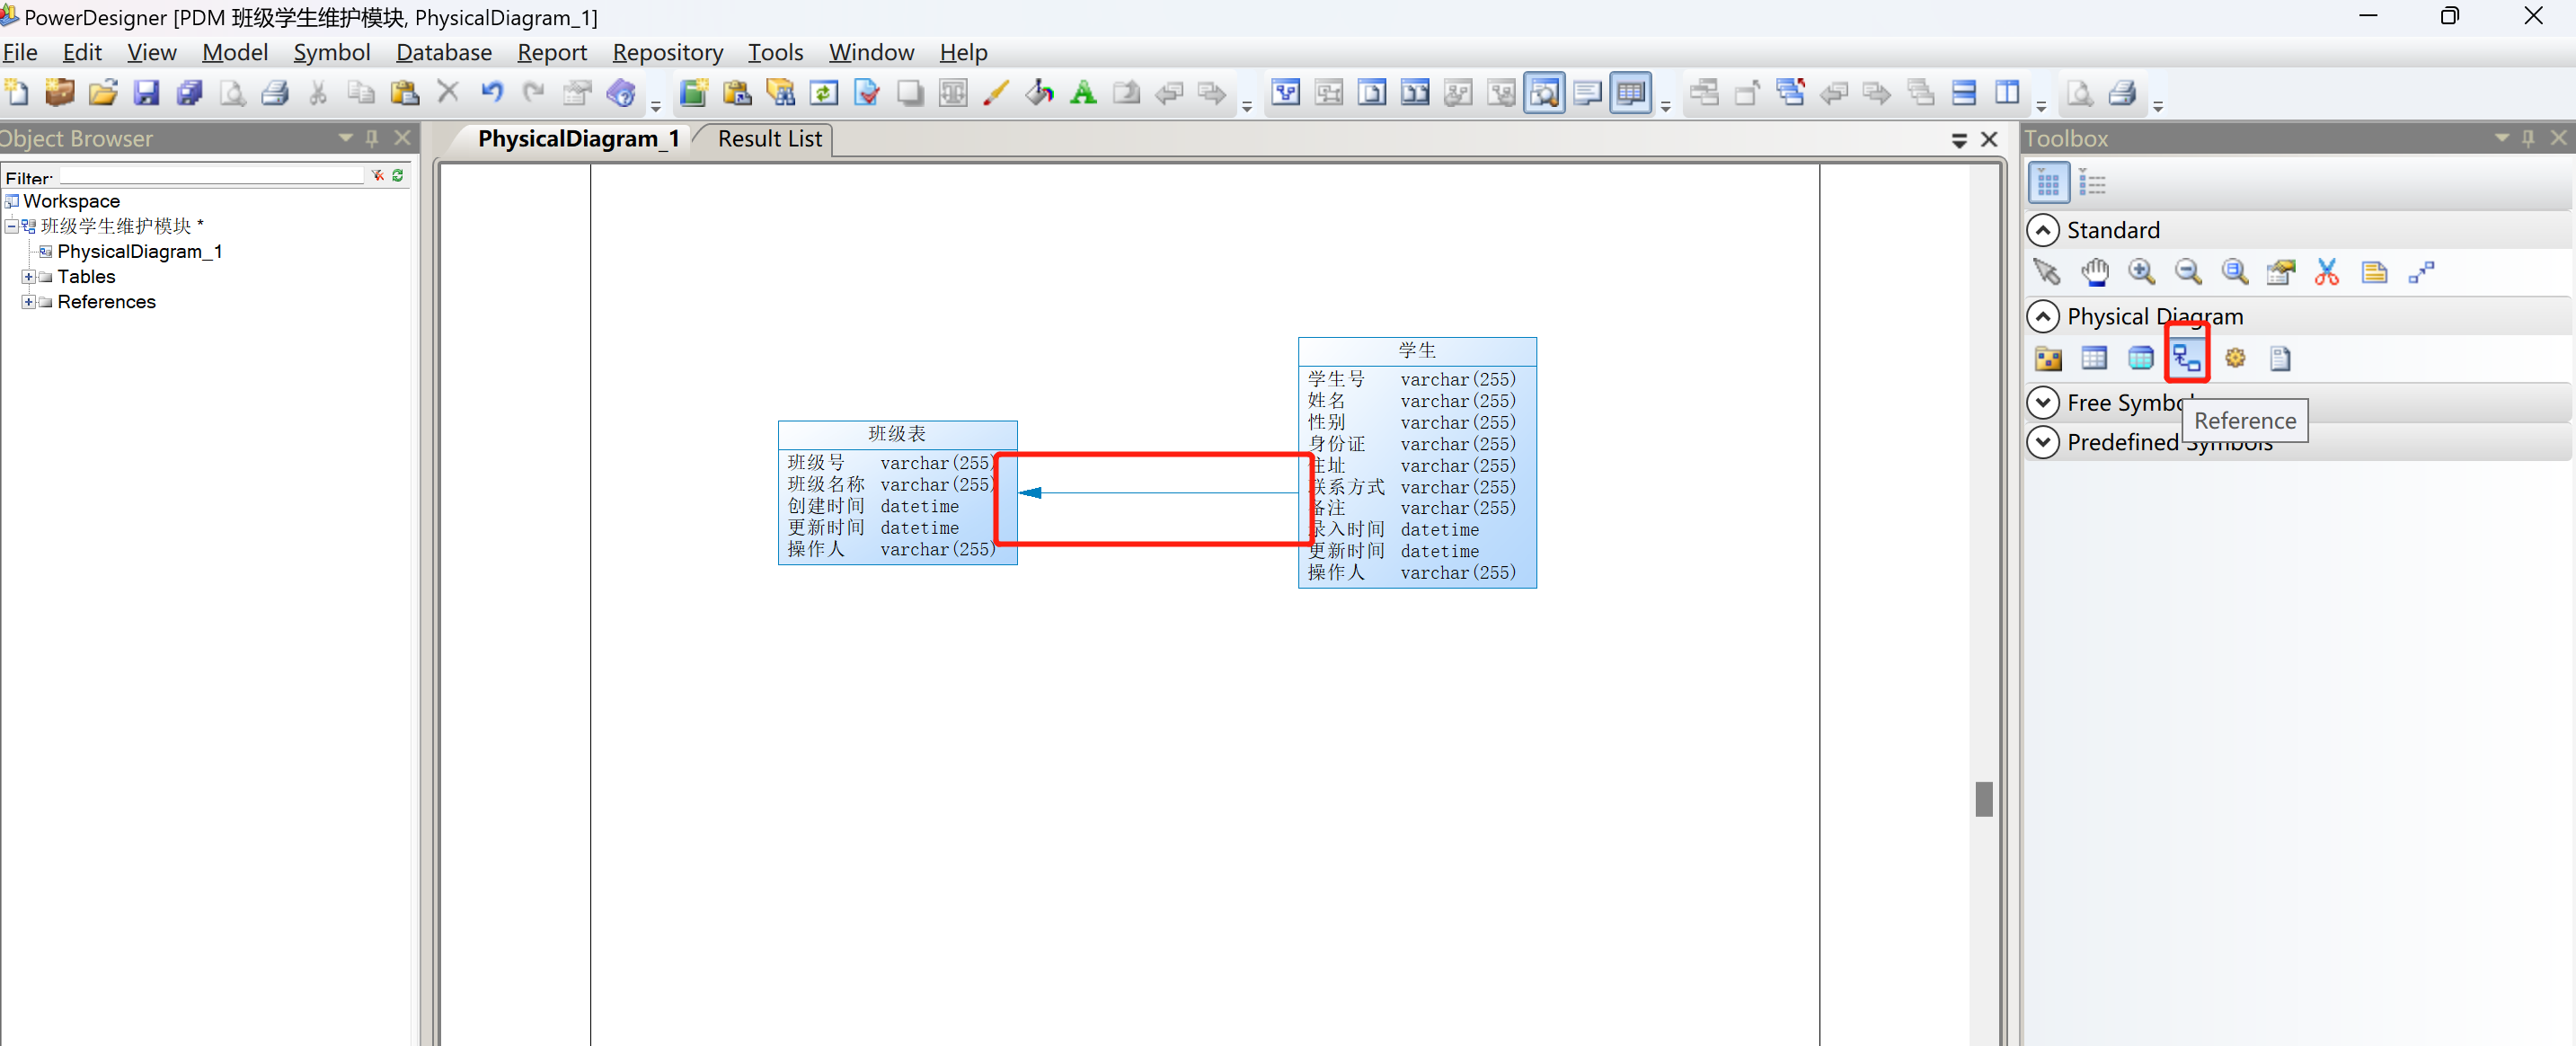 PowerDesigner [PDM 班级学生维护模块, PhysicalDiagram_1]
File Edit View Model Symbol Database Report Repository Tools Window Help
Object Browser
PhysicalDiagram_1 Result List
Toolbox
Filter:
Workspace
班级学生维护模块 *
PhysicalDiagram_1
Tables
References
班级表
班级号 varchar(255)
班级名称 varchar(255)
创建时间 datetime
更新时间 datetime
操作人 varchar(255)
学生
学生号 varchar(255)
姓名 varchar(255)
性别 varchar(255)
身份证 varchar(255)
住址 varchar(255)
联系方式 varchar(255)
备注 varchar(255)
录入时间 datetime
更新时间 datetime
操作人 varchar(255)
Standard
Physical Diagram
Free Symbol
Reference
Predefined Symbols